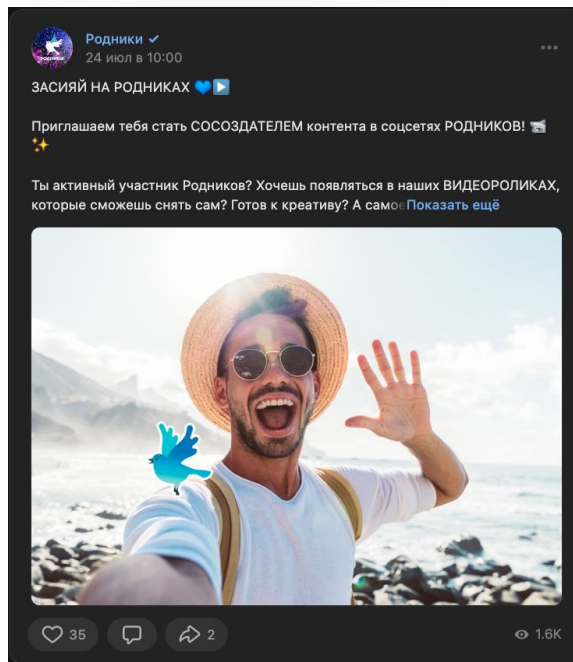 Родники
24 июл в 10:00
ЗАСИЯЙ НА РОДНИКАХ 💙▶️
Приглашаем тебя стать СОСОЗДАТЕЛЕМ контента в соцсетях РОДНИКОВ! 📹
✨
Ты активный участник Родников? Хочешь появляться в наших ВИДЕОРОЛИКАХ,
которые сможешь снять сам? Готов к креативу? А самое Показать ещё
35
2
1.6K